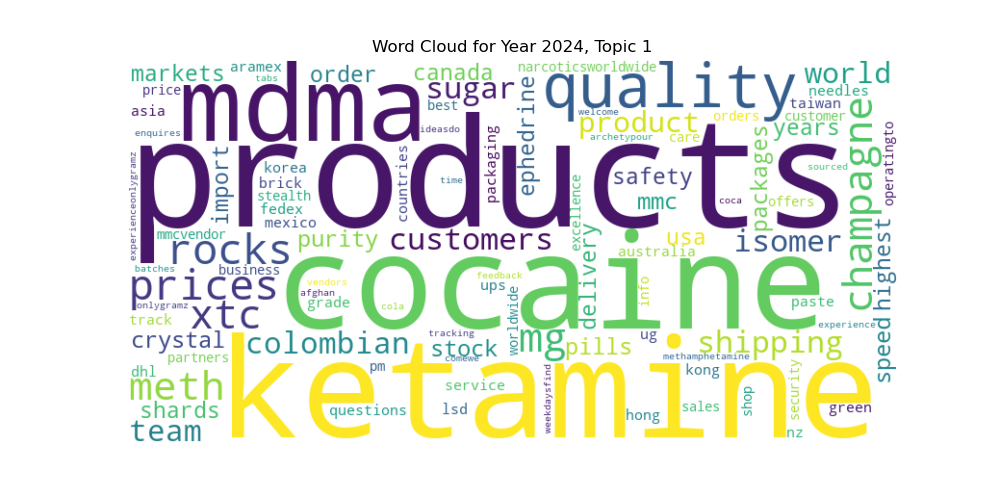 Word Cloud for Year 2024, Topic 1
markets
aramex
tabs
order
canada
narcoticsworldwide
world
price
mdma
sugar
quality
needles
asia
best
welcome
taiwan
enquires
ideasdo
ephedrine
product
orders
customer
archetypour
care
years
products
packaging
experienceonlygramz
import
korea
brick
stealth
fedex
mexico
countries
time
safety
mmc
coca
packages
offers
sourced
champagne
operatingto
mmcvendor
rocks
purity
customers
excellence
delivery
usa
australia
isomer
batches
business
prices
vendors
afghan
cocaine
feedback
ups
cola
info
paste
highest
onlygramz
grade
xtc
track
worldwide
experience
crystal
colombian
tracking
stock
mg
pills
ug
shipping
speed
partners
comewe
methamphetamine
dhl
pm
kong
meth
ketamine
service
weekdaysfind
security
shards
questions
lsd
hong
sales
shop
green
team
nz